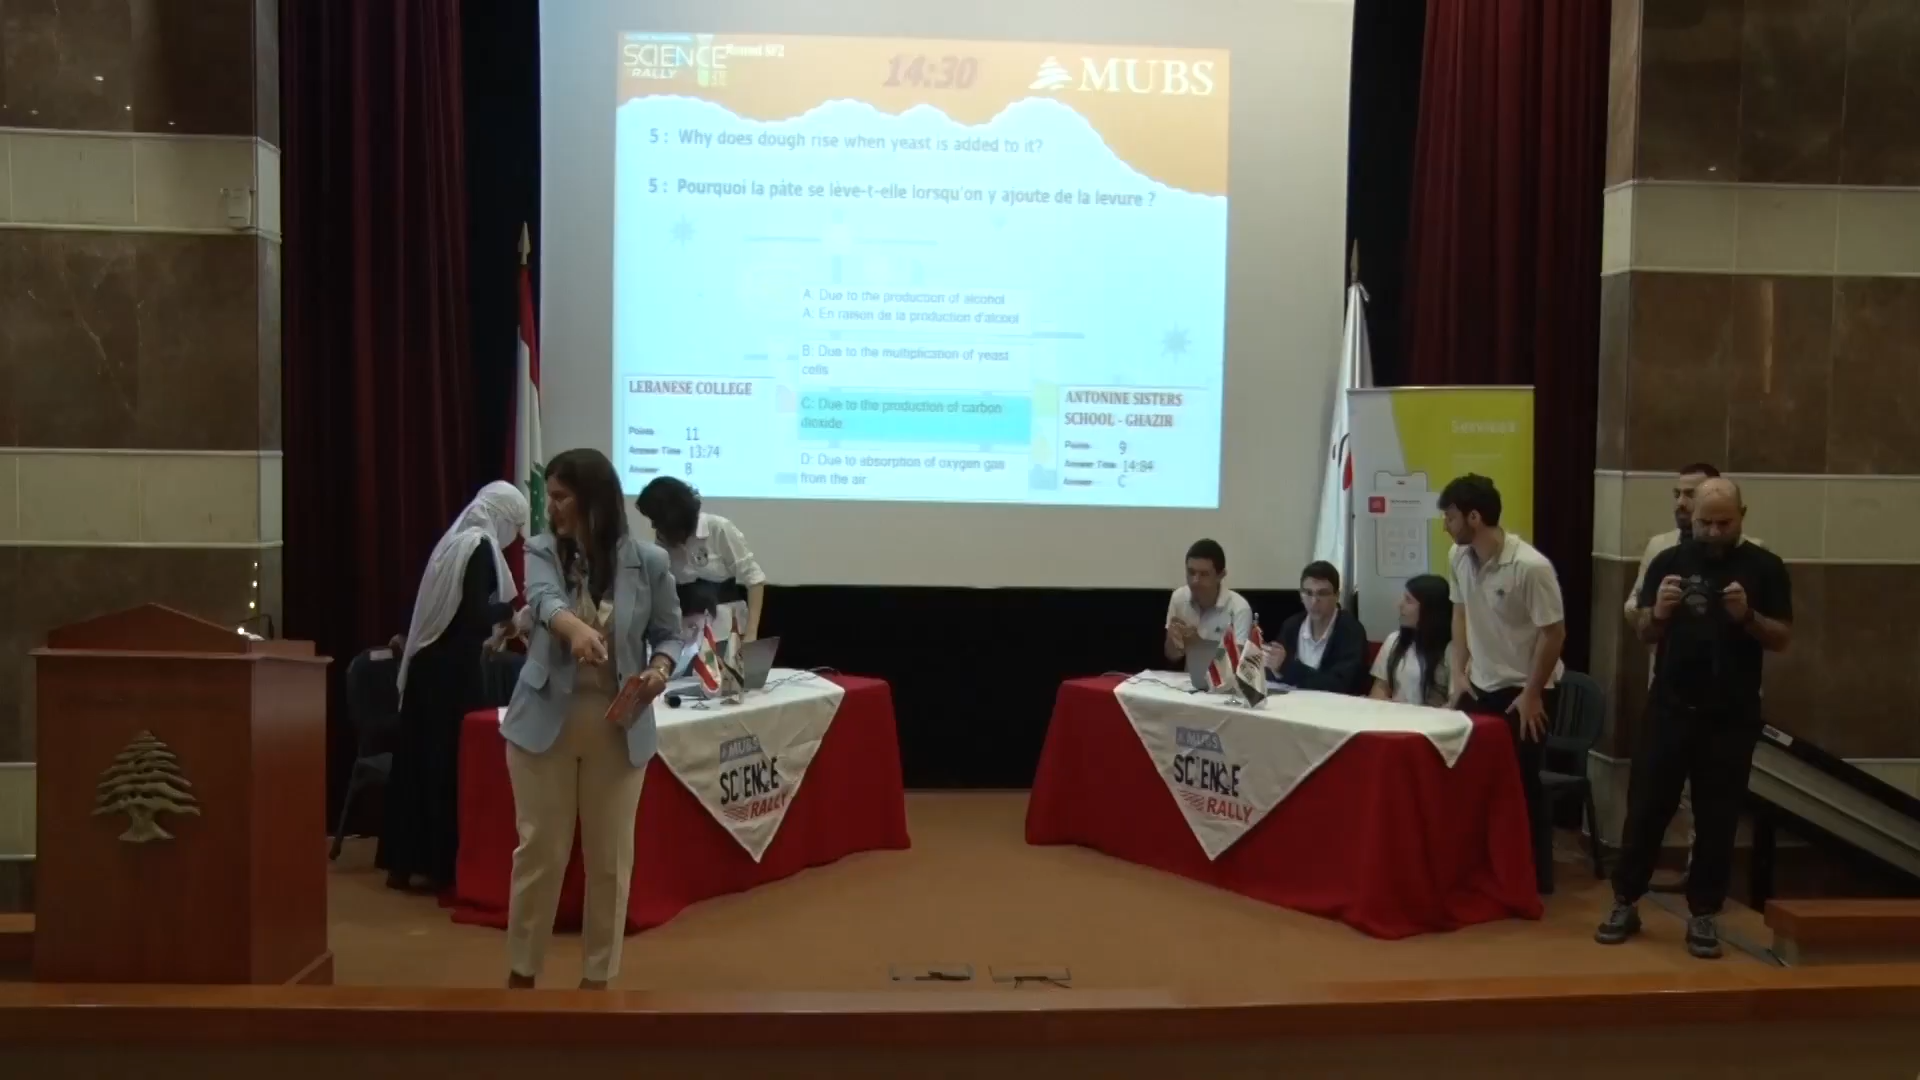 SCIENCE
RALLY
Round SF2
14:30
MUBS
5 : Why does dough rise when yeast is added to it?
5 : Pourquoi la pâte se lève-t-elle lorsqu'on y ajoute de la levure ?
A: Due to the production of alcohol
A: En raison de la production d'alcool
B: Due to the multiplication of yeast
cells
C: Due to the production of carbon
dioxide
D: Due to absorption of oxygen gas
from the air
LEBANESE COLLEGE
Points 11
Answer Time 13:74
Answer B
ANTONINE SISTERS
SCHOOL - GHAZIR
Points 9
Answer Time 14:84
Answer C
Services
MUBS
SCIENCE
RALLY
MUBS
SCIENCE
RALLY